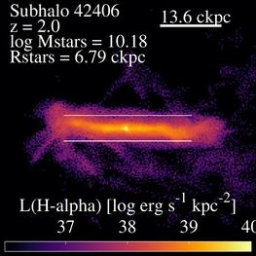 Subhalo 42406
z = 2.0
log Mstars = 10.18
Rstars = 6.79 ckpc
13.6 ckpc
L(H-alpha) [log erg s⁻¹ kpc⁻²]
37 38 39 40